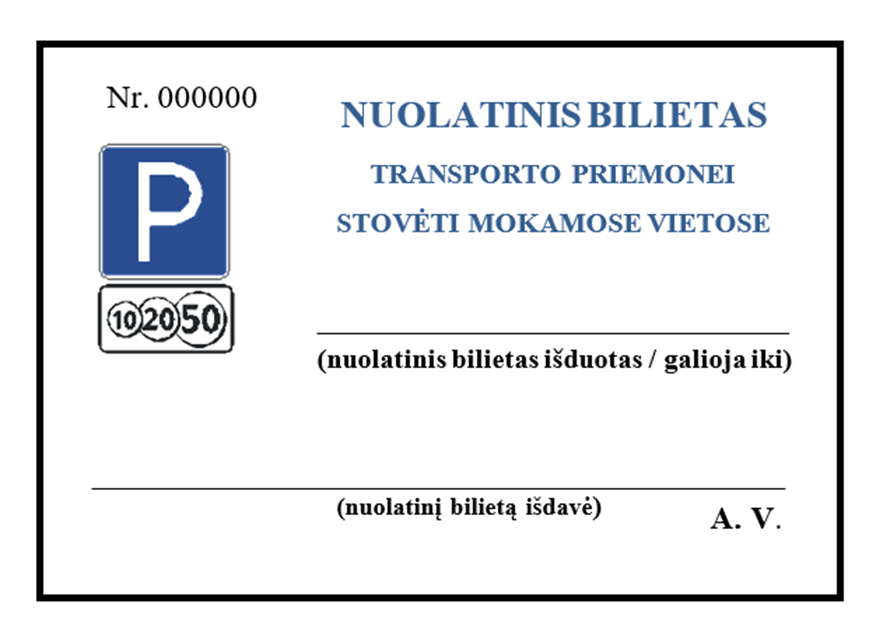 Nr. 000000
NUOLATINIS BILIETAS
TRANSPORTO PRIEMONEI
STOVĖTI MOKAMOSE VIETOSE
P
10 20 50
(nuolatinis bilietas išduotas / galioja iki)
(nuolatinį bilietą išdavė)
A. V.